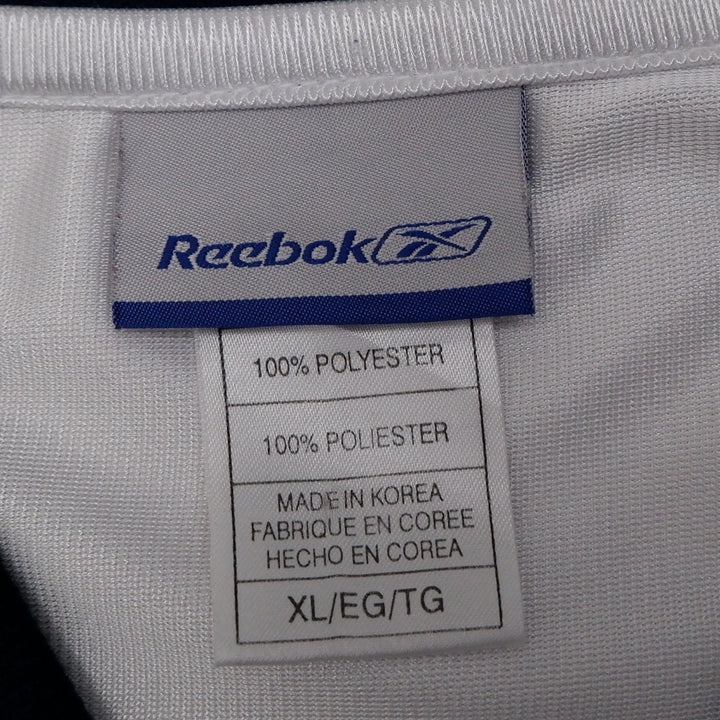 Reebok
100% POLYESTER
100% POLIESTER
MADE IN KOREA
FABRIQUE EN COREE
HECHO EN COREA
XL/EG/TG